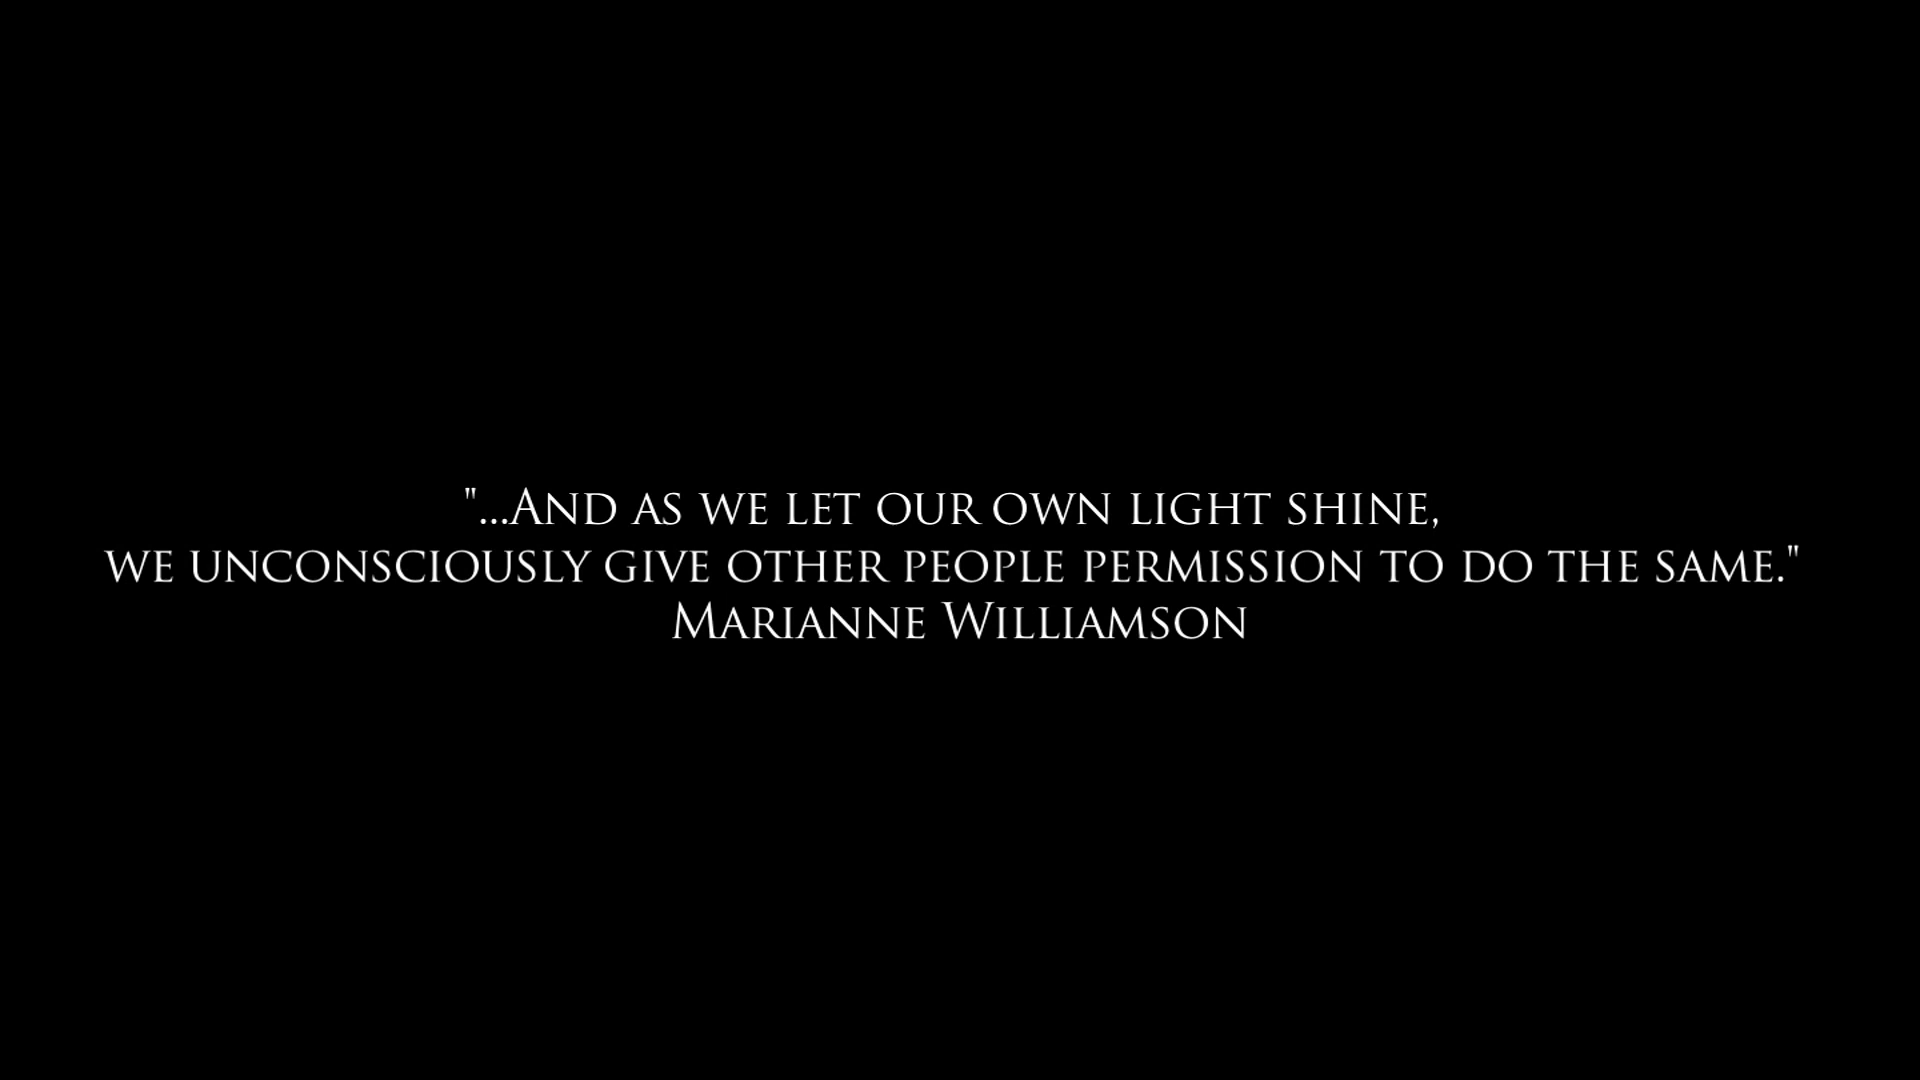 "...And as we let our own light shine,
we unconsciously give other people permission to do the same."
Marianne Williamson